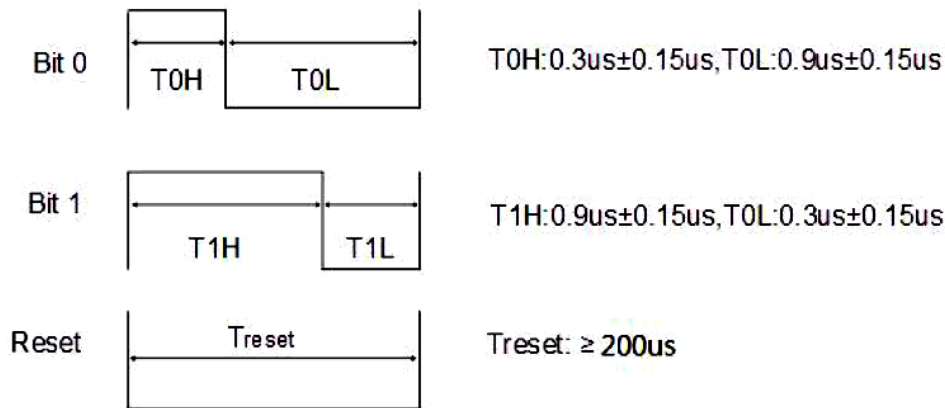 Bit 0
T0H T0L
T0H:0.3us±0.15us,T0L:0.9us±0.15us
Bit 1
T1H T1L
T1H:0.9us±0.15us,T0L:0.3us±0.15us
Reset
Treset
Treset: ≥ 200us